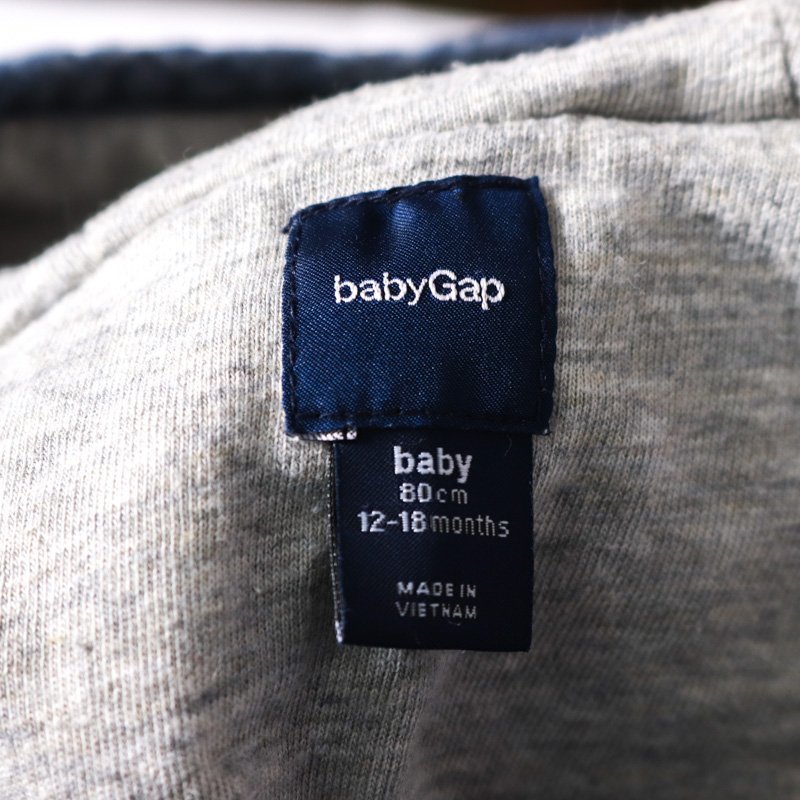 babyGap
baby
80cm
12-18months
MADE IN
VIETNAM